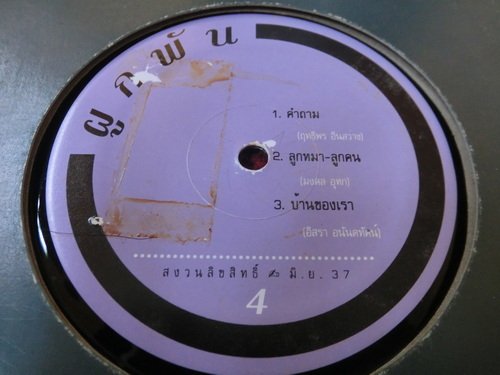 ผูกพัน
1. คำถาม
(ฤทธิพร อินสว่าง)
2. ลูกหมา-ลูกคน
(มงคล อุทก)
3. บ้านของเรา
(อิสรา อนันตทัศน์)
สงวนลิขสิทธิ์ ๕๖ มิ.ย. 37
4